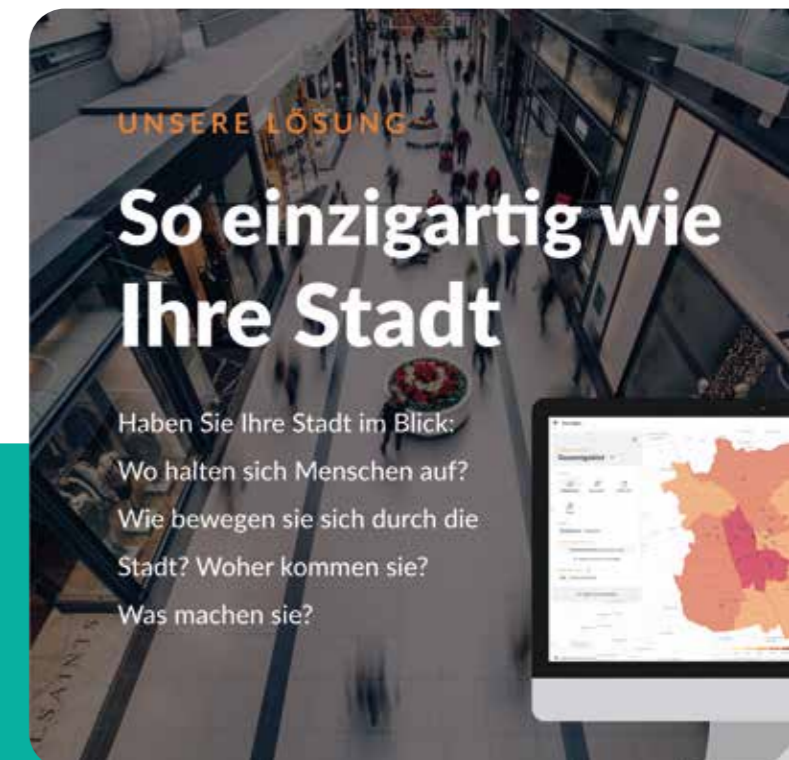 UNSERE LÖSUNG
So einzigartig wie
Ihre Stadt
Haben Sie Ihre Stadt im Blick:
Wo halten sich Menschen auf?
Wie bewegen sie sich durch die
Stadt? Woher kommen sie?
Was machen sie?
LSAINTS